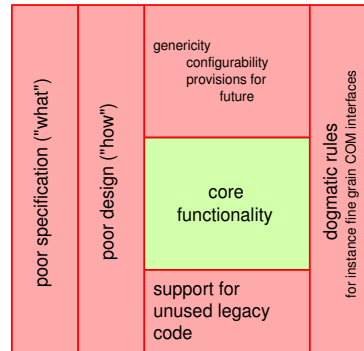 poor specification ("what")
poor design ("how")
genericity
configurability
provisions for
future
core
functionality
support for
unused legacy
code
dogmatic rules
for instance fine grain COM interfaces